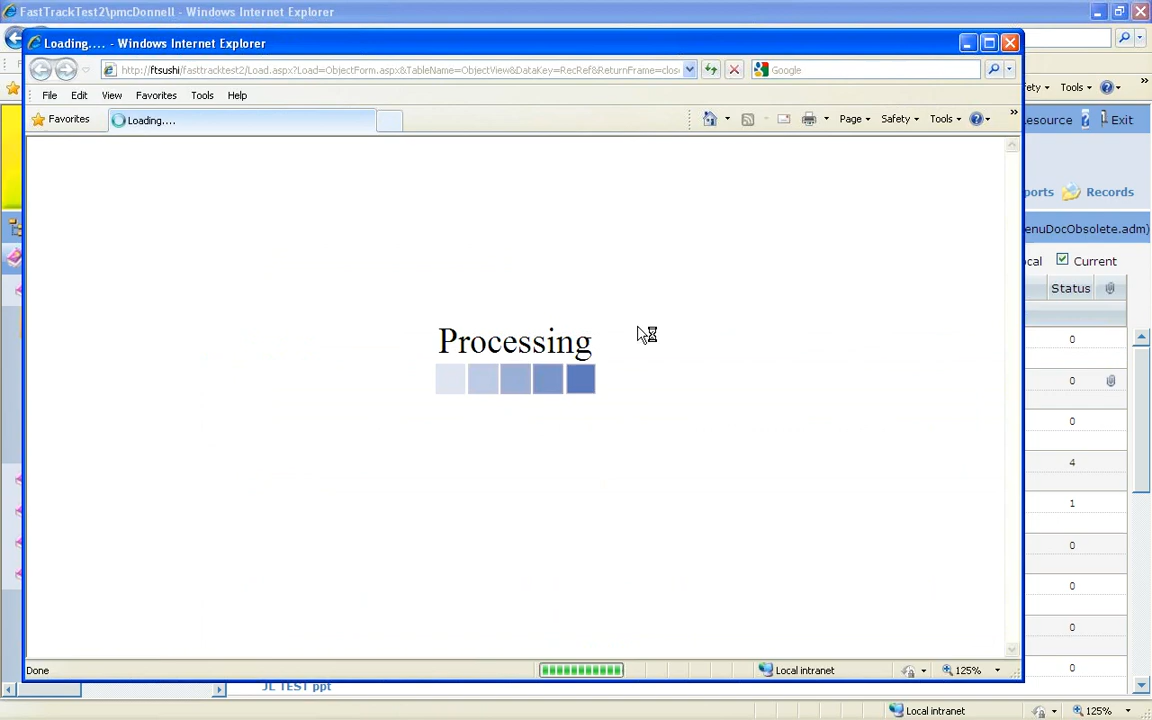 FastTrackTest2\pmcDonnell - Windows Internet Explorer
Loading.... - Windows Internet Explorer
http://ftsushi/fasttracktest2/Load.aspx?Load=ObjectForm.aspx&TableName=ObjectView&DataKey=RecRef&ReturnFrame=close
Google
File Edit View Favorites Tools Help
Favorites Loading.... Page Safety Tools
fety Tools
esource Exit
ports Records
enuDocObsolete.adm)
cal Current
Status
0
Processing
0
0
4
1
0
0
0
0
Done Local intranet 125%
JL TEST ppt
Local intranet 125%